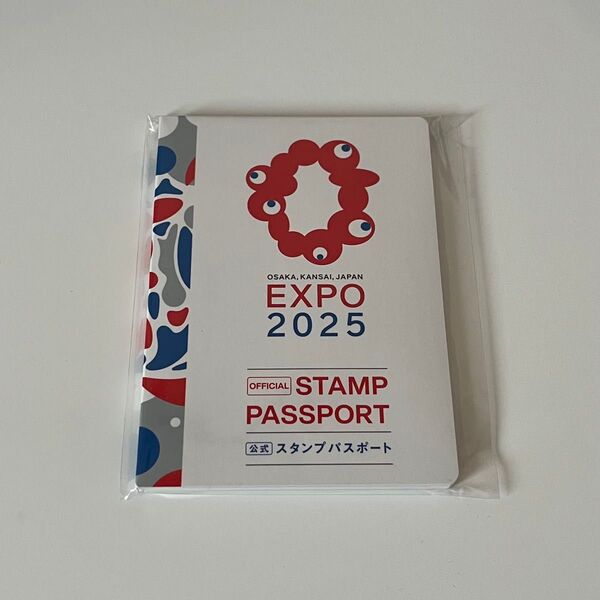 OSAKA, KANSAI, JAPAN
EXPO
2025
OFFICIAL STAMP
PASSPORT
公式 スタンプパスポート